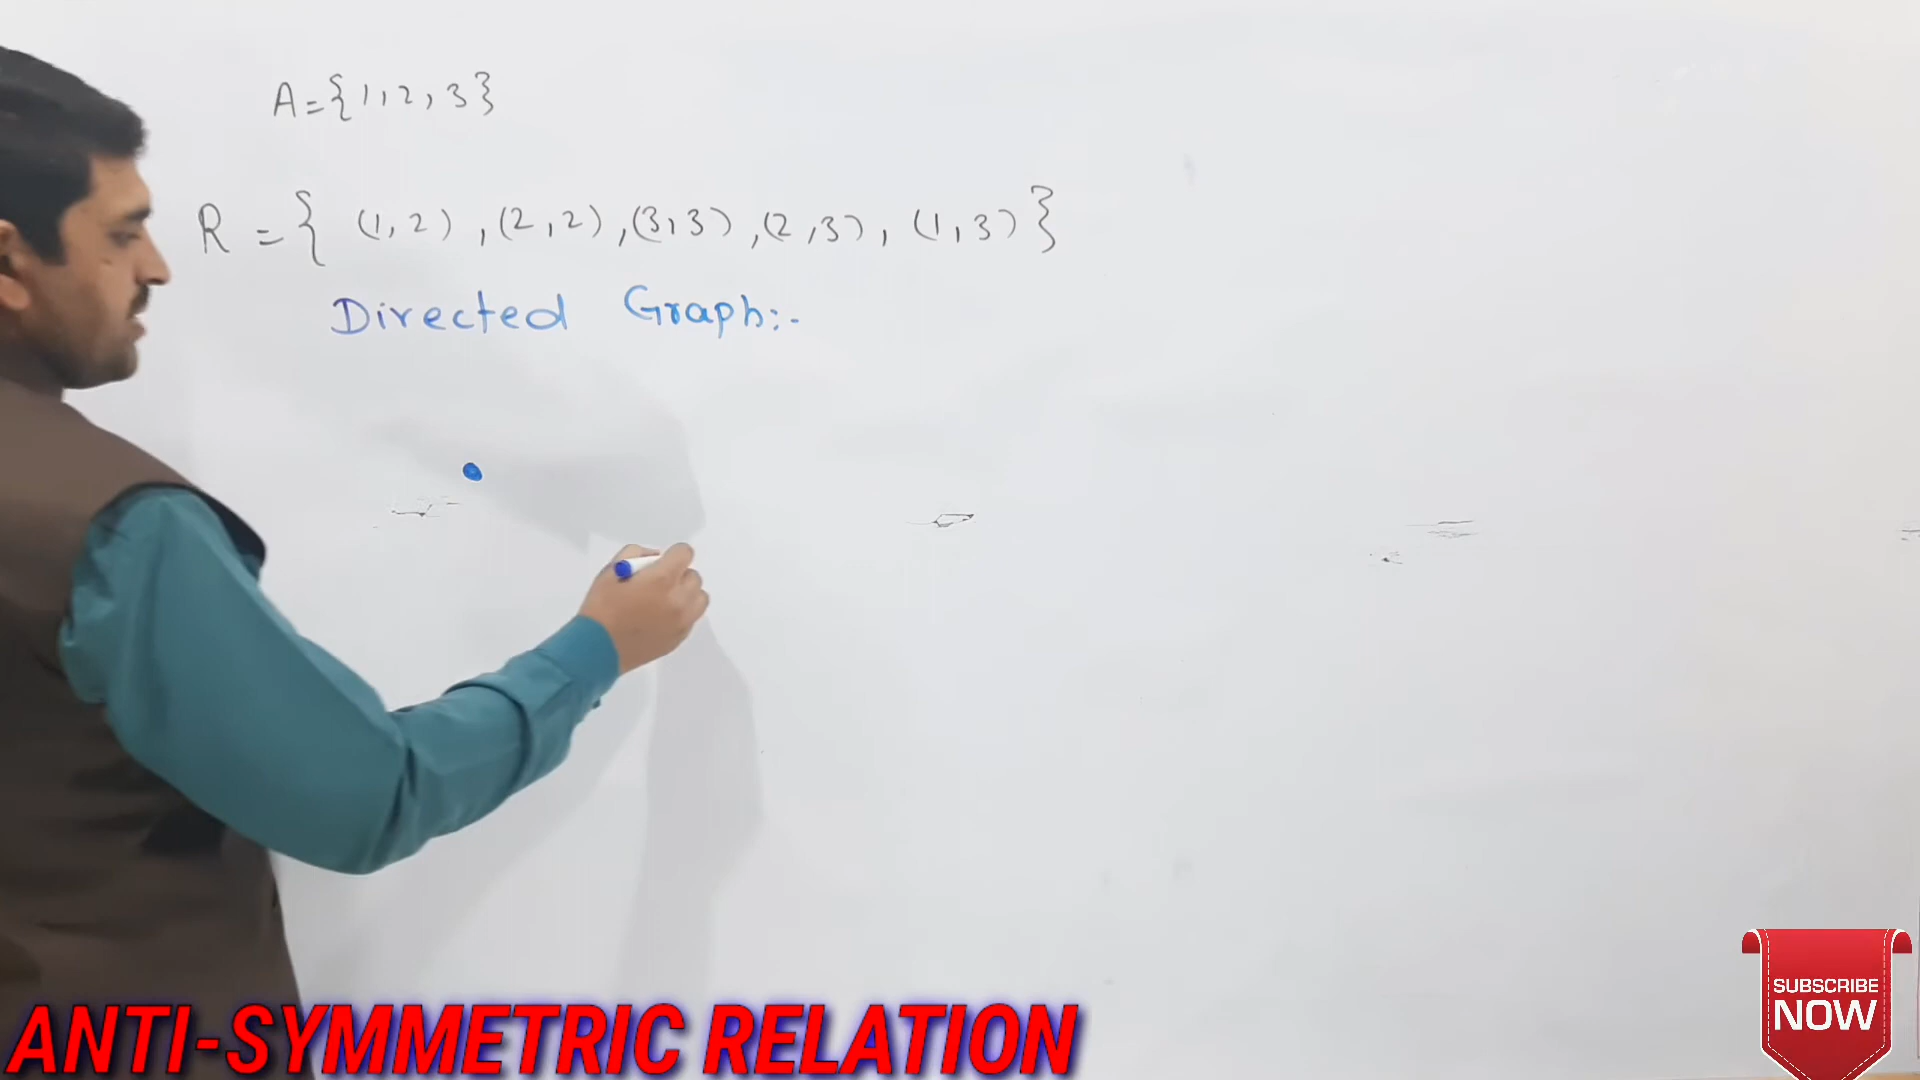 A={1,2,3}
R={ (1,2),(2,2),(3,3),(2,3),(1,3)}
Directed Graph:-
ANTI-SYMMETRIC RELATION
SUBSCRIBE
NOW